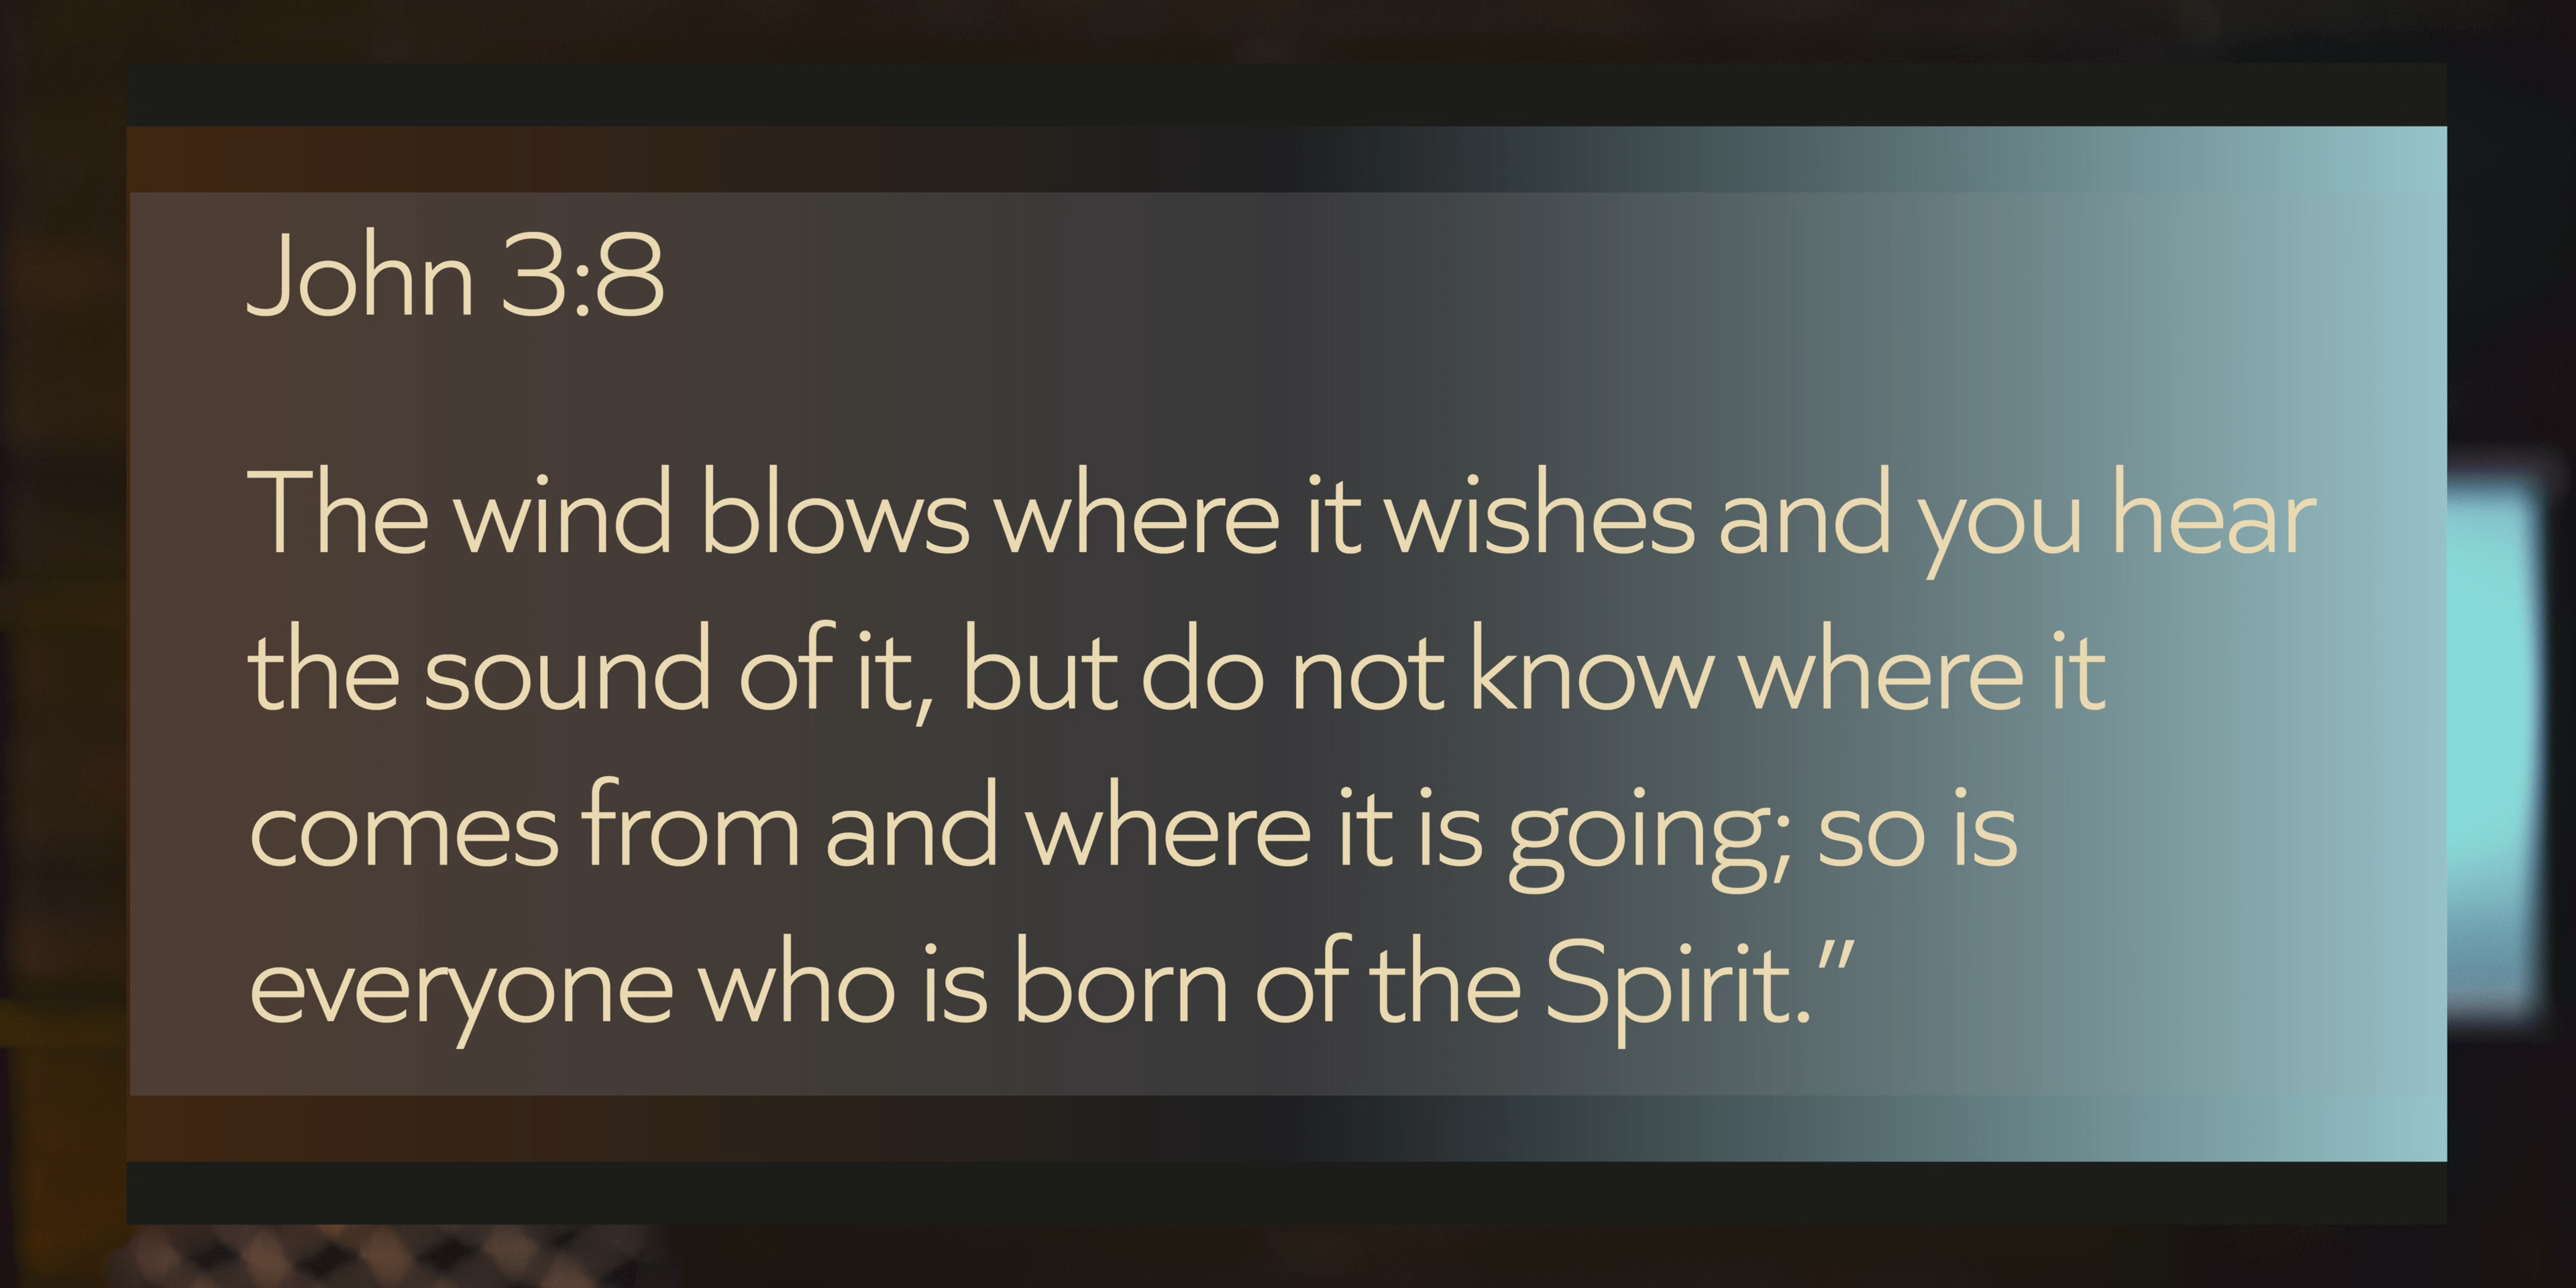 John 3:8
The wind blows where it wishes and you hear
the sound of it, but do not know where it
comes from and where it is going; so is
everyone who is born of the Spirit.”